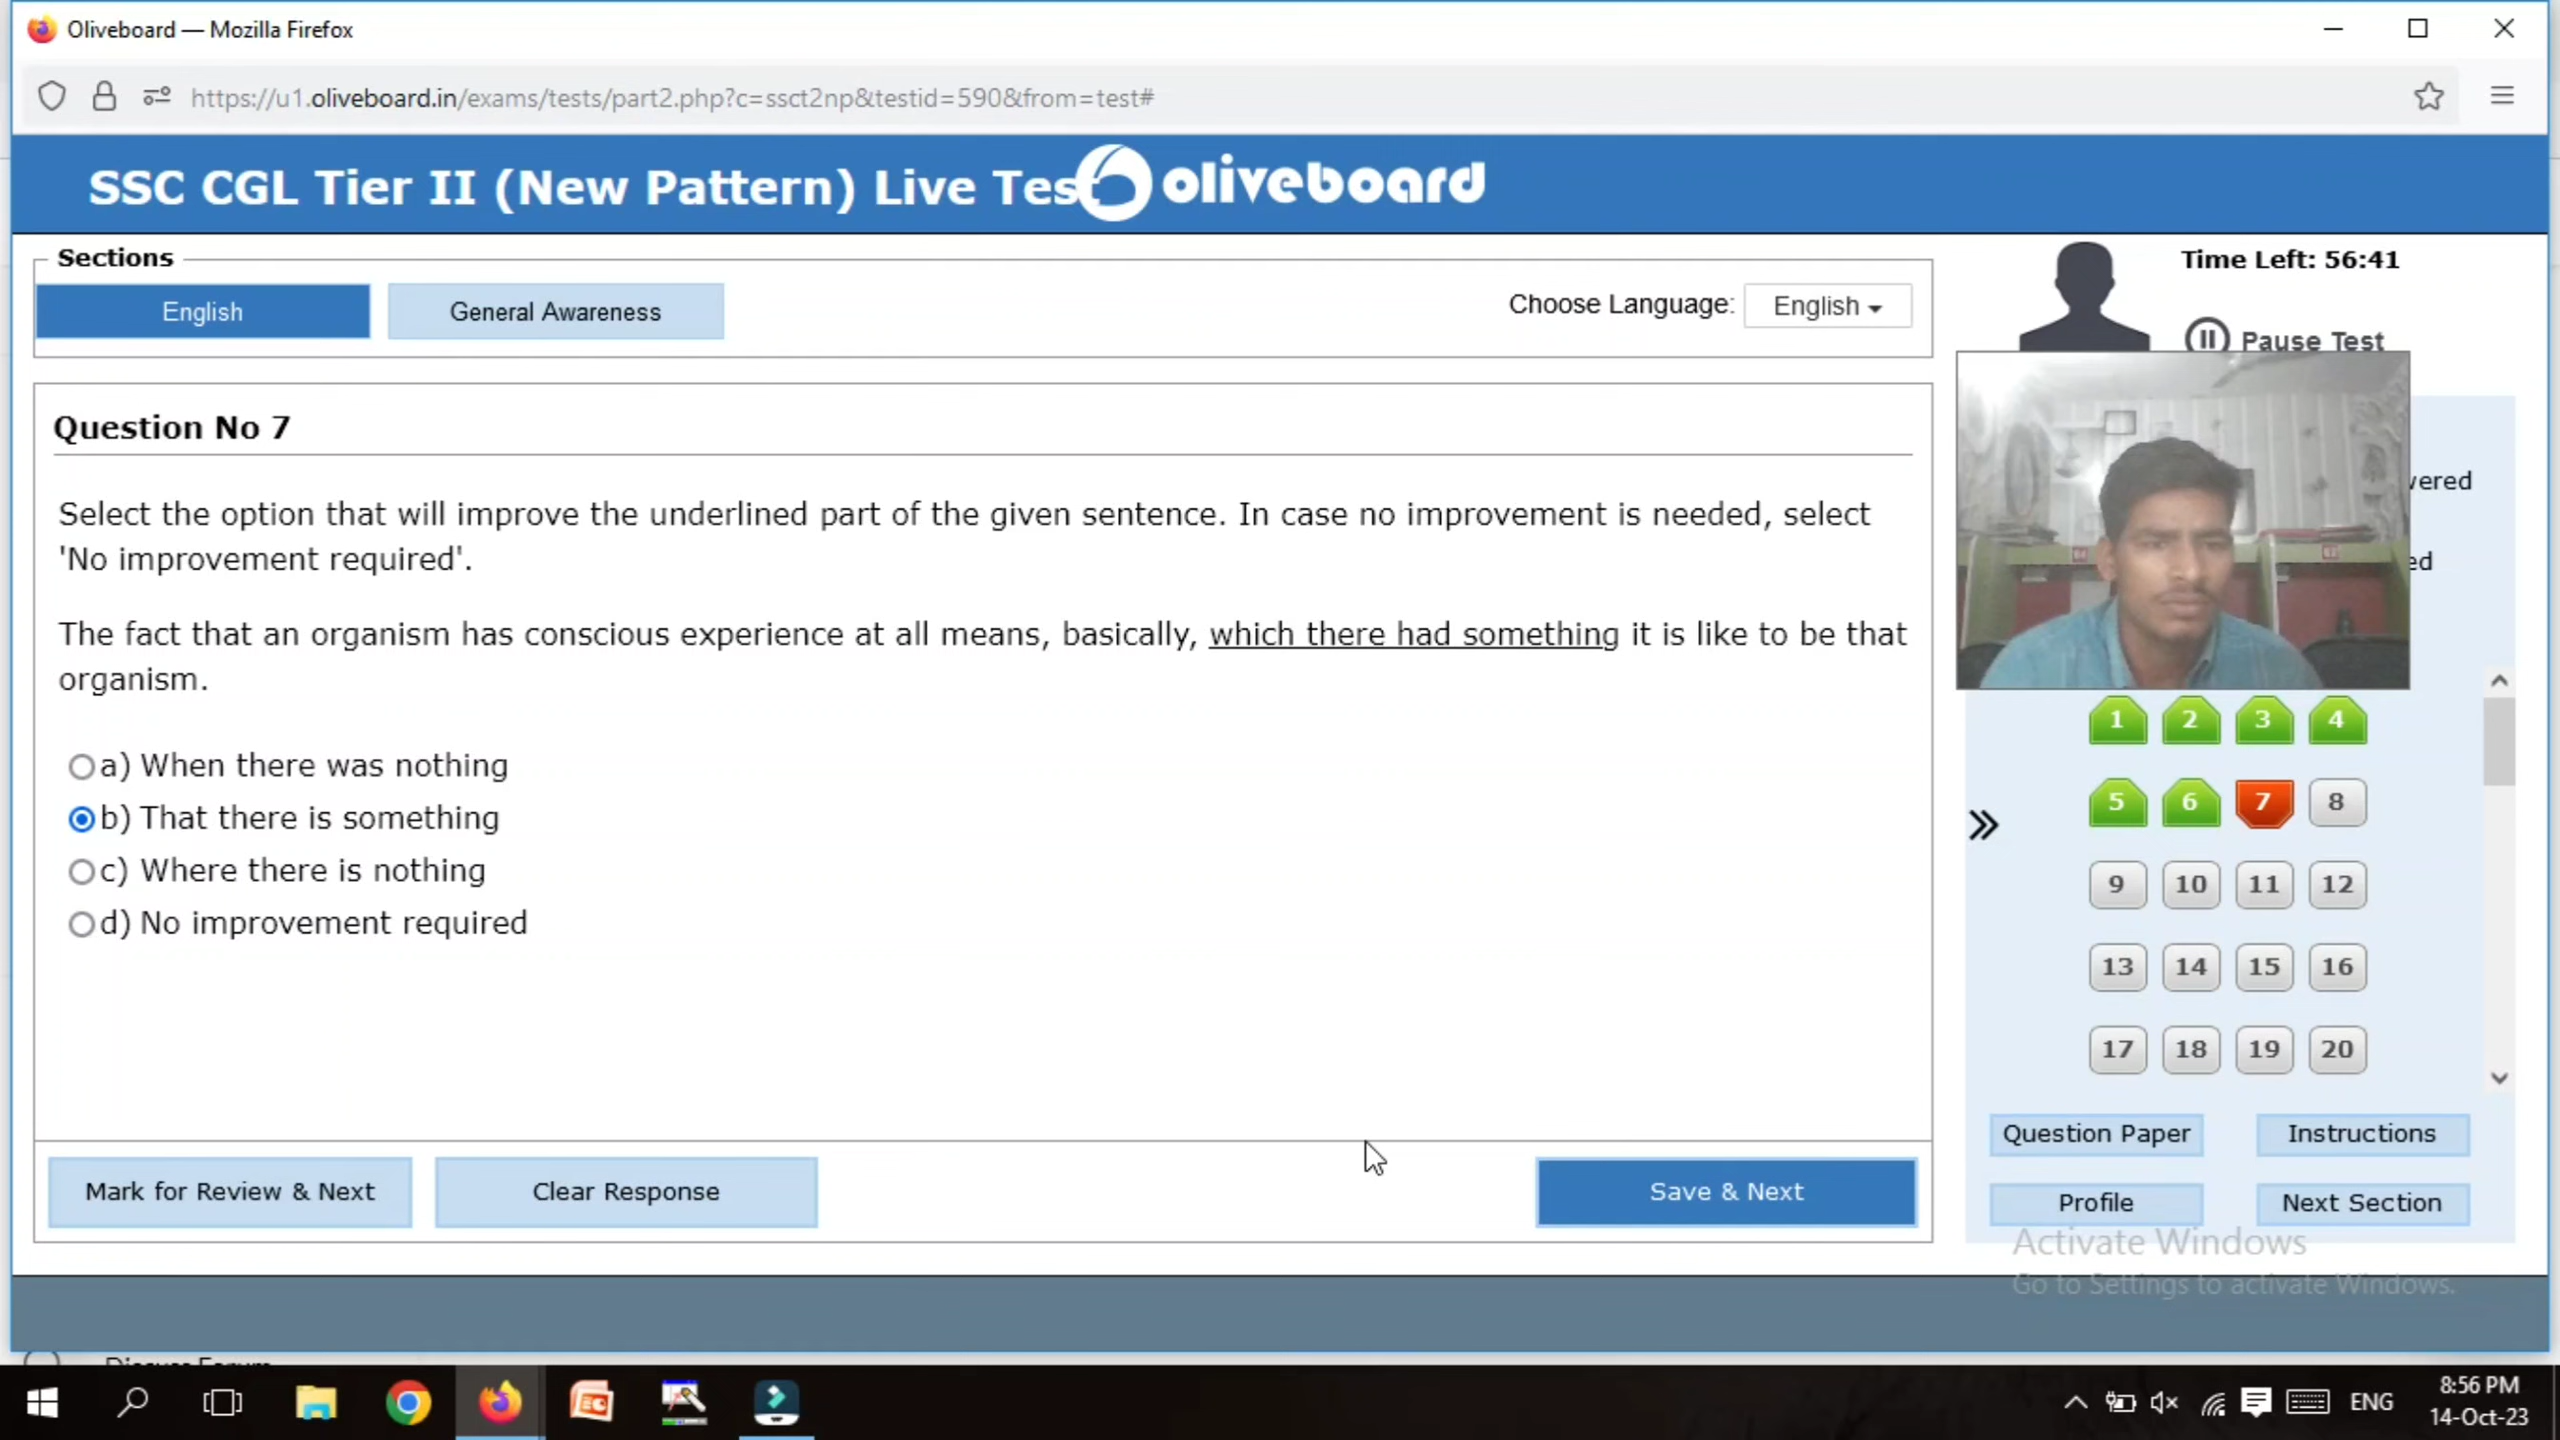 Oliveboard — Mozilla Firefox
https://u1.oliveboard.in/exams/tests/part2.php?c=ssct2np&testid=590&from=test#
SSC CGL Tier II (New Pattern) Live Tes
oliveboard
Sections
English
General Awareness
Choose Language:
English
Time Left: 56:41
Pause Test
Question No 7
Select the option that will improve the underlined part of the given sentence. In case no improvement is needed, select
'No improvement required'.
The fact that an organism has conscious experience at all means, basically, which there had something it is like to be that
organism.
a) When there was nothing
b) That there is something
c) Where there is nothing
d) No improvement required
vered
ed
1 2 3 4
5 6 7 8
9 10 11 12
13 14 15 16
17 18 19 20
Mark for Review & Next
Clear Response
Save & Next
Question Paper
Instructions
Profile
Next Section
Activate Windows
Go to Settings to activate Windows.
Discuss Forum
ENG
8:56 PM
14-Oct-23